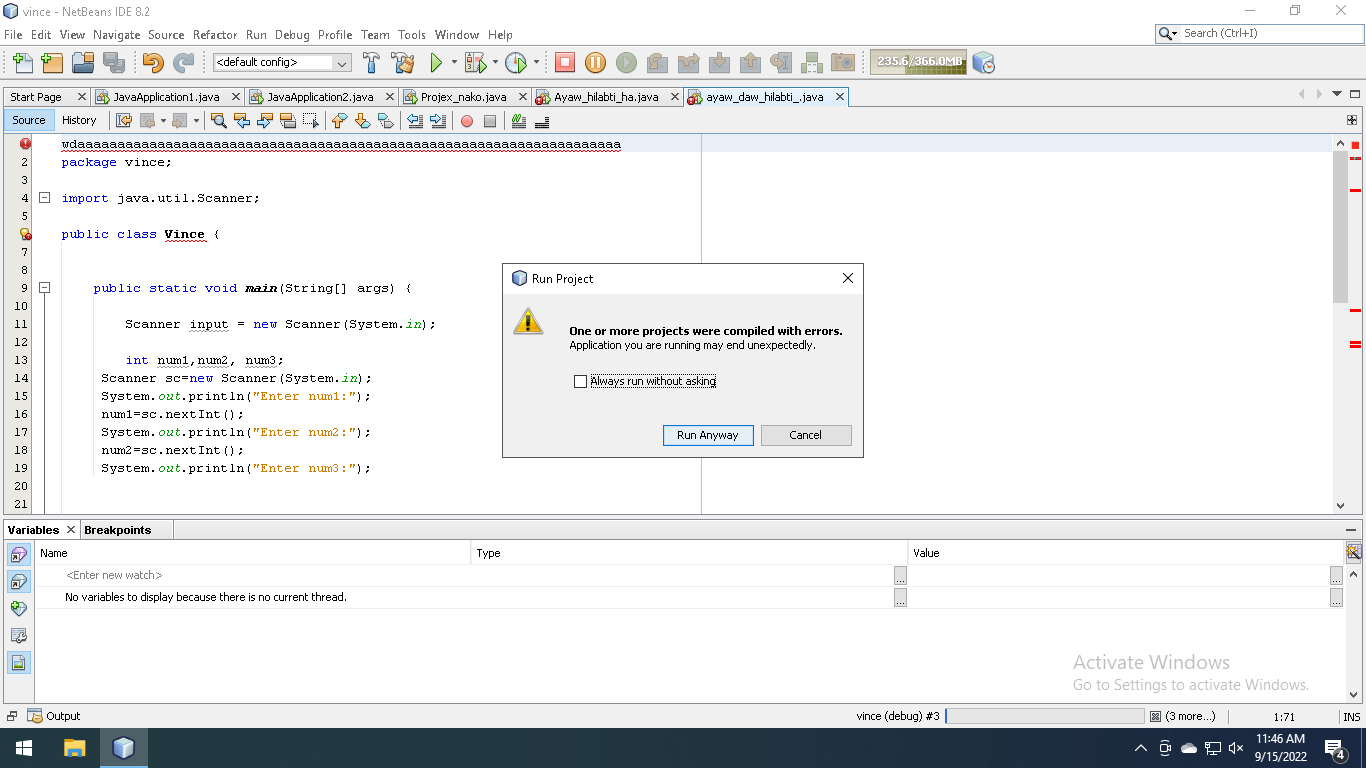 vince - NetBeans IDE 8.2
File Edit View Navigate Source Refactor Run Debug Profile Team Tools Window Help
Search (Ctrl+I)
<default config>
235.6/366.0MB
Start Page JavaApplication1.java JavaApplication2.java Projex_nako.java Ayaw_hilabti_ha.java ayaw_daw_hilabti_.java
Source History
wdaaaaaaaaaaaaaaaaaaaaaaaaaaaaaaaaaaaaaaaaaaaaaaaaaaaaaaaaaaaaaaaaaaaa
2 package vince;
3
4 import java.util.Scanner;
5
public class Vince {
7
8
9 public static void main(String[] args) {
10
11 Scanner input = new Scanner(System.in);
12
13 int num1,num2, num3;
14 Scanner sc=new Scanner(System.in);
15 System.out.println("Enter num1:");
16 num1=sc.nextInt();
17 System.out.println("Enter num2:");
18 num2=sc.nextInt();
19 System.out.println("Enter num3:");
20
21
Run Project
One or more projects were compiled with errors.
Application you are running may end unexpectedly.
Always run without asking
Run Anyway Cancel
Variables Breakpoints
Name Type Value
<Enter new watch>
No variables to display because there is no current thread.
Activate Windows
Go to Settings to activate Windows.
Output vince (debug) #3 (3 more...) 1:71 INS
11:46 AM
9/15/2022
4